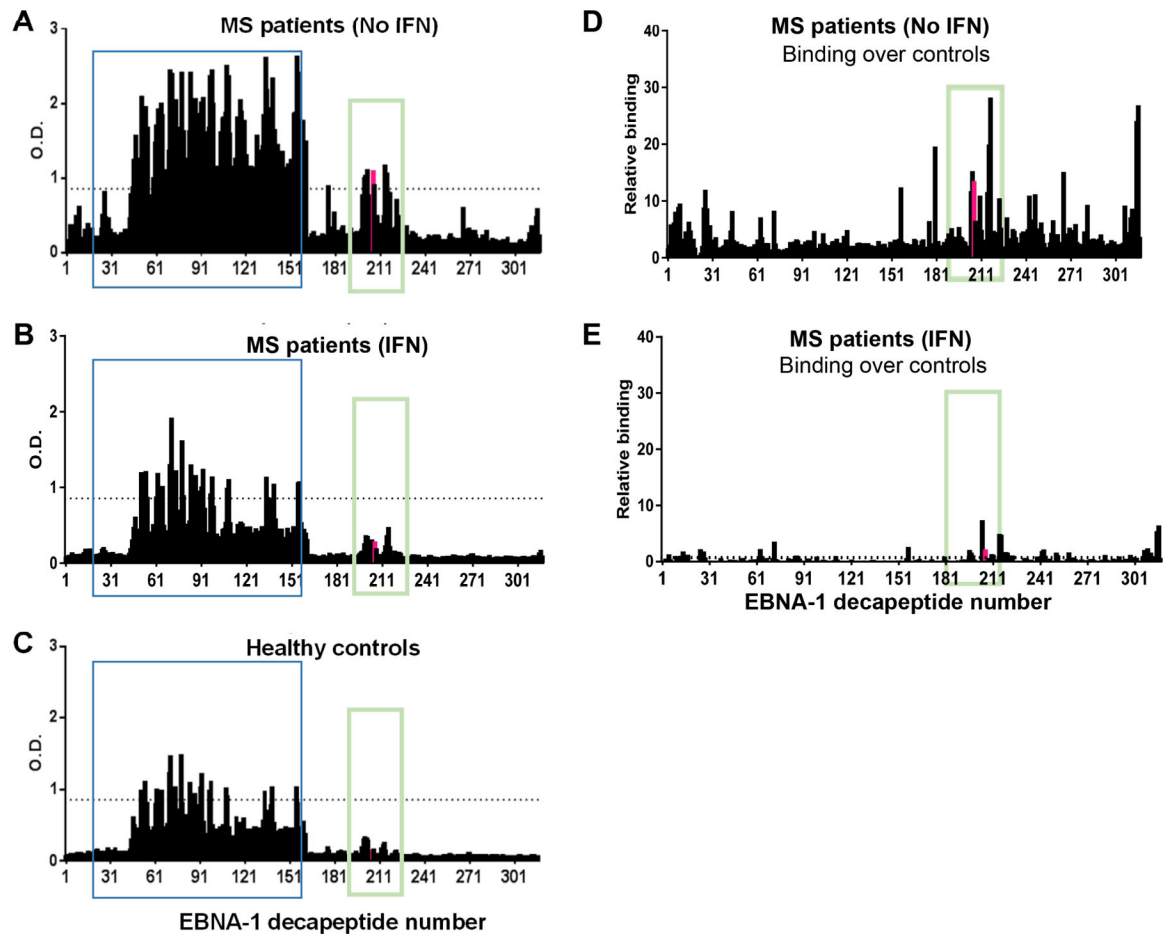 A
MS patients (No IFN)
3
2
1
0
O.D.
1 31 61 91 121 151 181 211 241 271 301
B
MS patients (IFN)
3
2
1
0
O.D.
1 31 61 91 121 151 181 211 241 271 301
C
Healthy controls
3
2
1
0
O.D.
1 31 61 91 121 151 181 211 241 271 301
EBNA-1 decapeptide number
D
MS patients (No IFN)
Binding over controls
40
30
20
10
0
Relative binding
1 31 61 91 121 151 181 211 241 271 301
E
MS patients (IFN)
Binding over controls
40
30
20
10
0
Relative binding
1 31 61 91 121 151 181 211 241 271 301
EBNA-1 decapeptide number